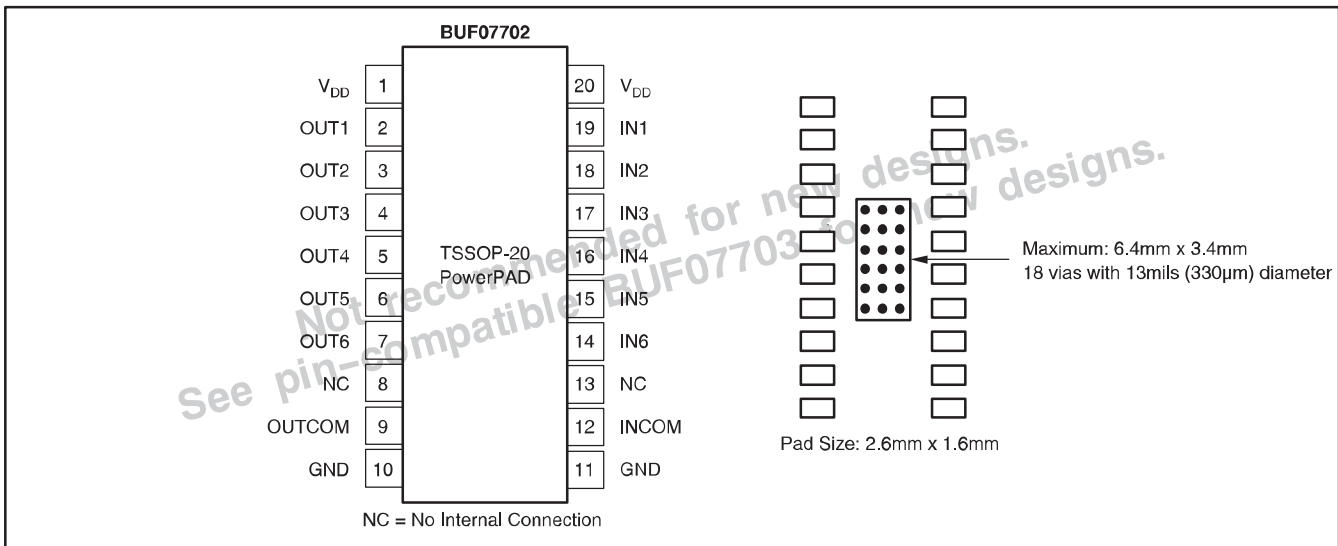 BUF07702
V_DD 1 20 V_DD
OUT1 2 19 IN1
OUT2 3 18 IN2
OUT3 4 17 IN3
OUT4 5 16 IN4
OUT5 6 15 IN5
OUT6 7 14 IN6
NC 8 13 NC
OUTCOM 9 12 INCOM
GND 10 11 GND
TSSOP-20
PowerPAD
NC = No Internal Connection
Maximum: 6.4mm x 3.4mm
18 vias with 13mils (330µm) diameter
Pad Size: 2.6mm x 1.6mm
Not recommended for new designs.
See pin-compatible BUF07703 for new designs.